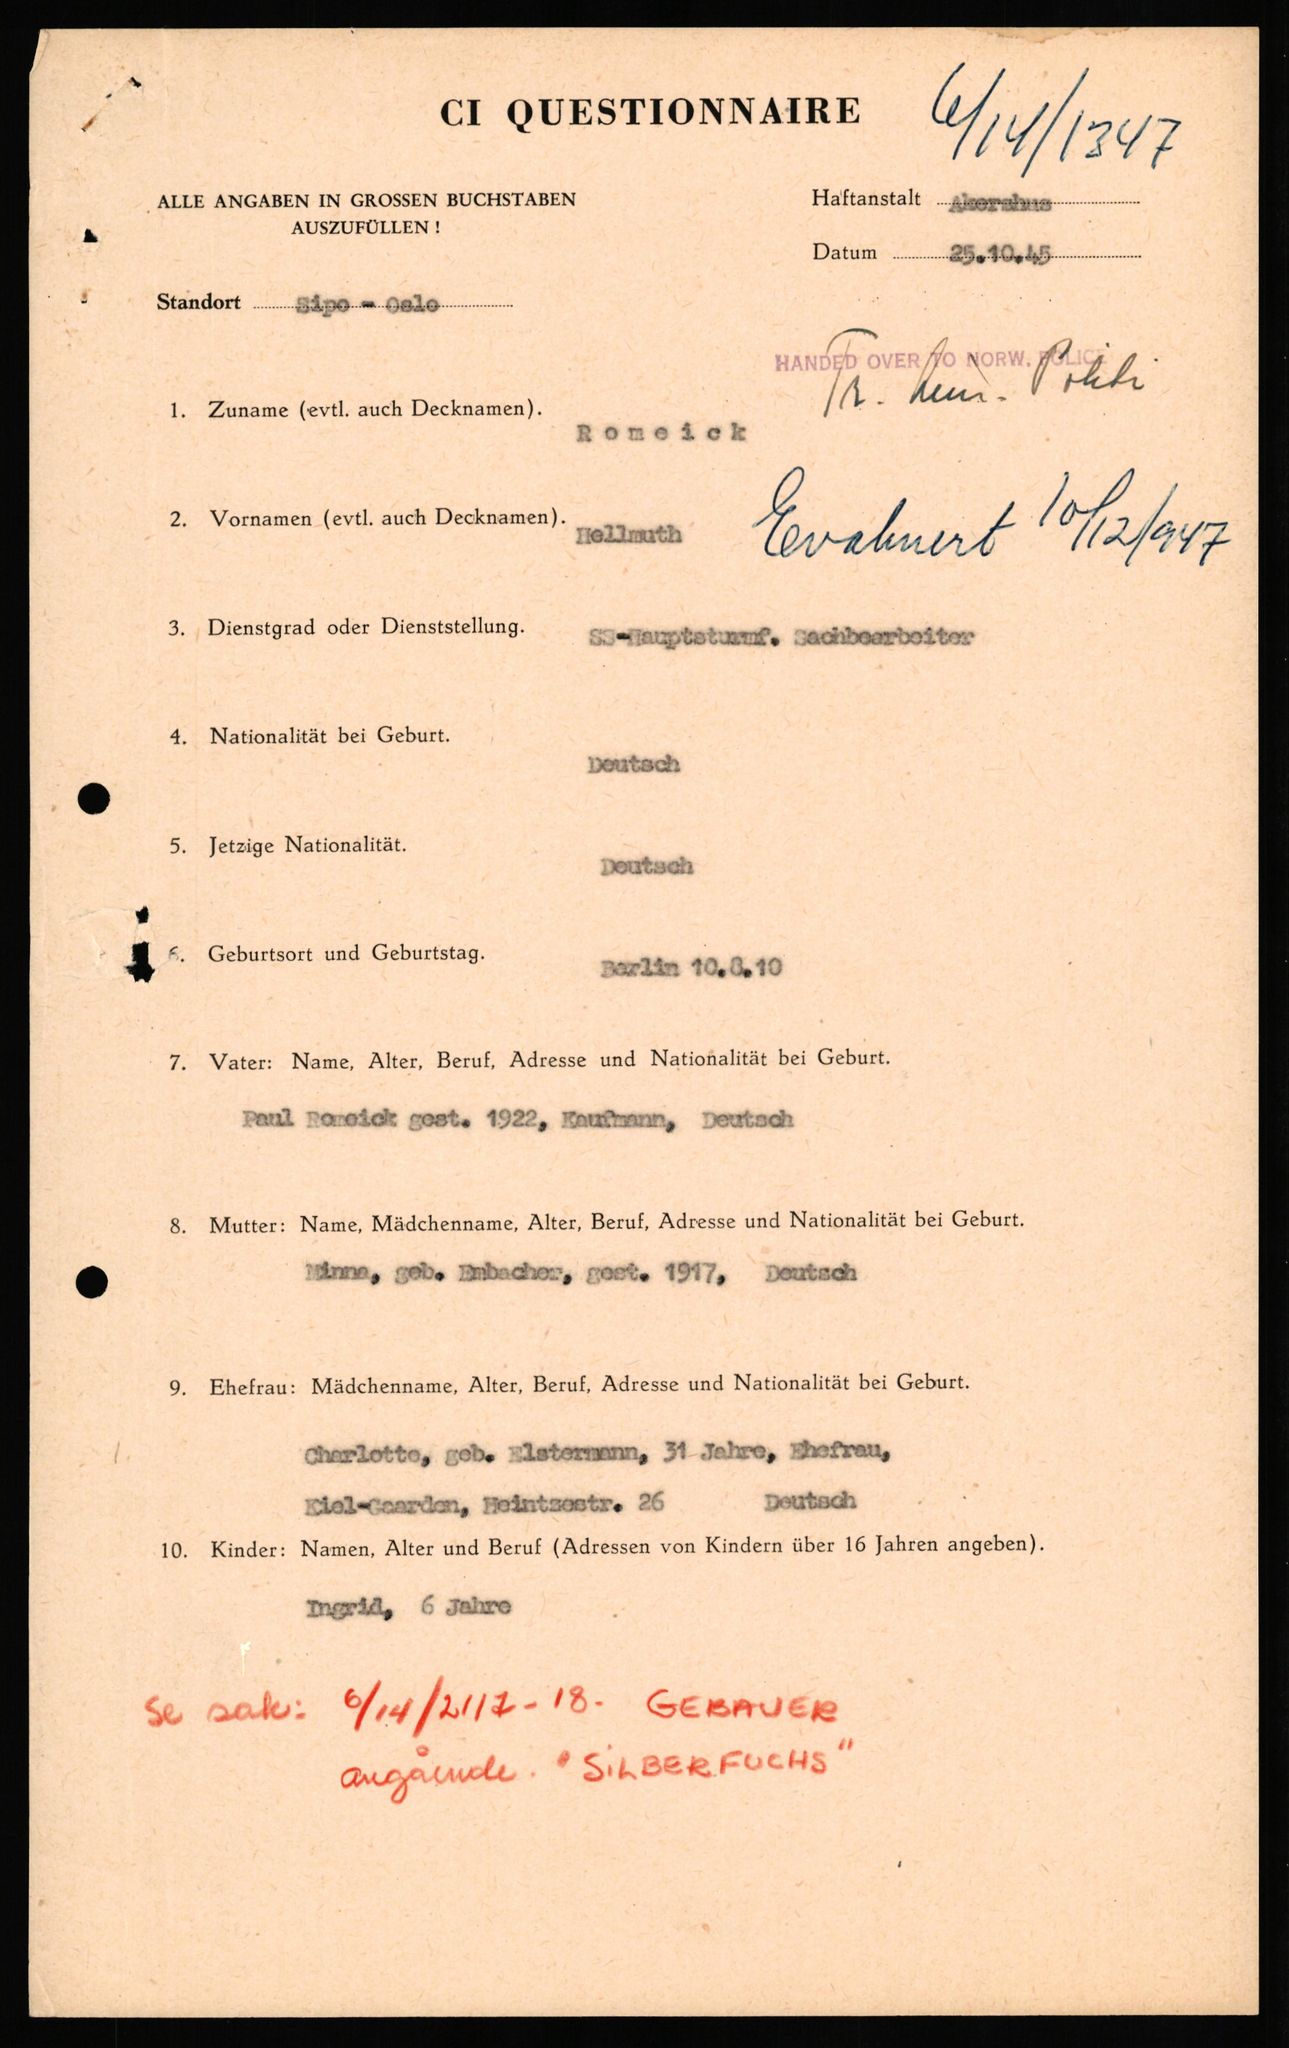 CI QUESTIONNAIRE
6/14/1347
ALLE ANGABEN IN GROSSEN BUCHSTABEN
AUSZUFÜLLEN!
Haftanstalt Akershus
Datum 25.10.45
Standort Sipo - Oslo
HANDED OVER TO NORW. POLICE
Politi
1. Zuname (evtl. auch Decknamen).
Romeick
2. Vornamen (evtl. auch Decknamen).
Hellmuth
10/12/947
3. Dienstgrad oder Dienststellung.
SS-Hauptsturmf. Sachbearbeiter
4. Nationalität bei Geburt.
Deutsch
5. Jetzige Nationalität.
Deutsch
6. Geburtsort und Geburtstag.
Berlin 10.8.10
7. Vater: Name, Alter, Beruf, Adresse und Nationalität bei Geburt.
Paul Romeick gest. 1922, Kaufmann, Deutsch
8. Mutter: Name, Mädchenname, Alter, Beruf, Adresse und Nationalität bei Geburt.
Minna, geb. Embacher, gest. 1917, Deutsch
9. Ehefrau: Mädchenname, Alter, Beruf, Adresse und Nationalität bei Geburt.
Charlotte, geb. Elstermann, 31 Jahre, Ehefrau,
Kiel-Gaarden, Heintzestr. 26 Deutsch
10. Kinder: Namen, Alter und Beruf (Adressen von Kindern über 16 Jahren angeben).
Ingrid, 6 Jahre
Se sak: 6/14/2117-18- GEBAUER
angående "SILBERFUCHS"